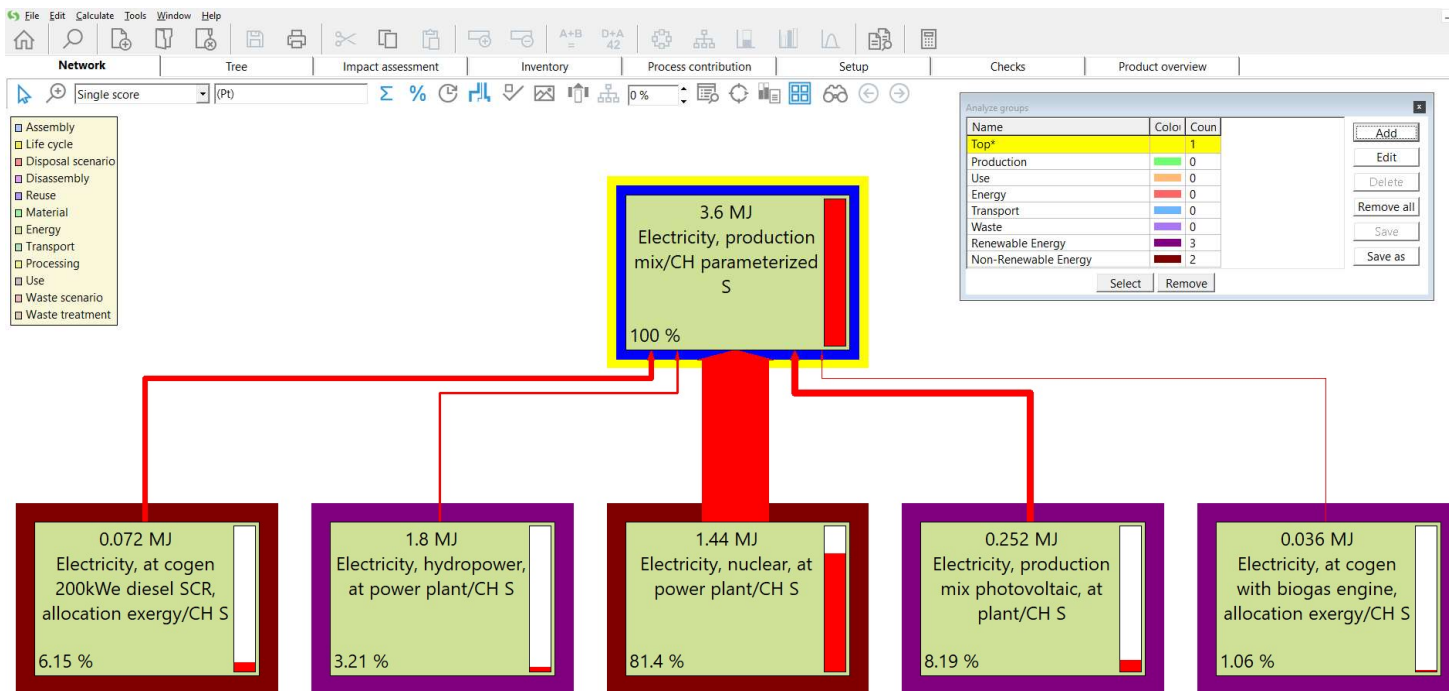 File Edit Calculate Tools Window Help
A+B = D+A 42
Network Tree Impact assessment Inventory Process contribution Setup Checks Product overview
Single score (Pt) Σ % 0 %
Assembly
Life cycle
Disposal scenario
Disassembly
Reuse
Material
Energy
Transport
Processing
Use
Waste scenario
Waste treatment
Analyze groups x
Name Color Coun
Top* 1
Production 0
Use 0
Energy 0
Transport 0
Waste 0
Renewable Energy 3
Non-Renewable Energy 2
Add
Edit
Delete
Remove all
Save
Save as
Select Remove
3.6 MJ
Electricity, production
mix/CH parameterized
S
100 %
0.072 MJ
Electricity, at cogen
200kWe diesel SCR,
allocation exergy/CH S
6.15 %
1.8 MJ
Electricity, hydropower,
at power plant/CH S
3.21 %
1.44 MJ
Electricity, nuclear, at
power plant/CH S
81.4 %
0.252 MJ
Electricity, production
mix photovoltaic, at
plant/CH S
8.19 %
0.036 MJ
Electricity, at cogen
with biogas engine,
allocation exergy/CH S
1.06 %